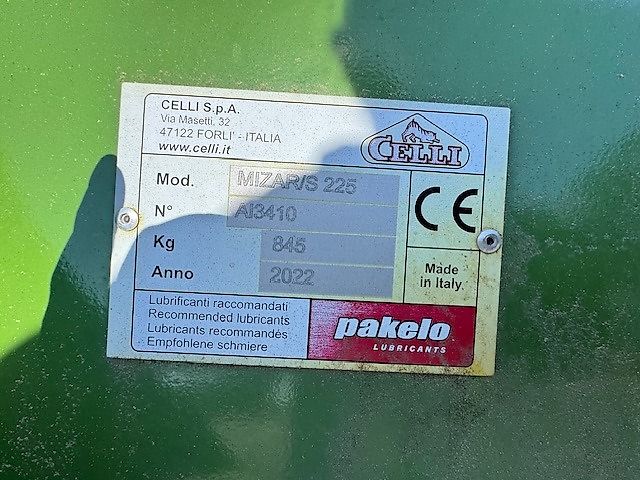 CELLI S.p.A.
Via Masetti, 32
47122 FORLI' - ITALIA
www.celli.it
CELLI
Mod. MIZAR/S 225
N° AI3410
Kg 845
Anno 2022
CE
Made
in Italy
Lubrificanti raccomandati
Recommended lubricants
Lubricants recommandés
Empfohlene schmiere
pakelo
LUBRICANTS